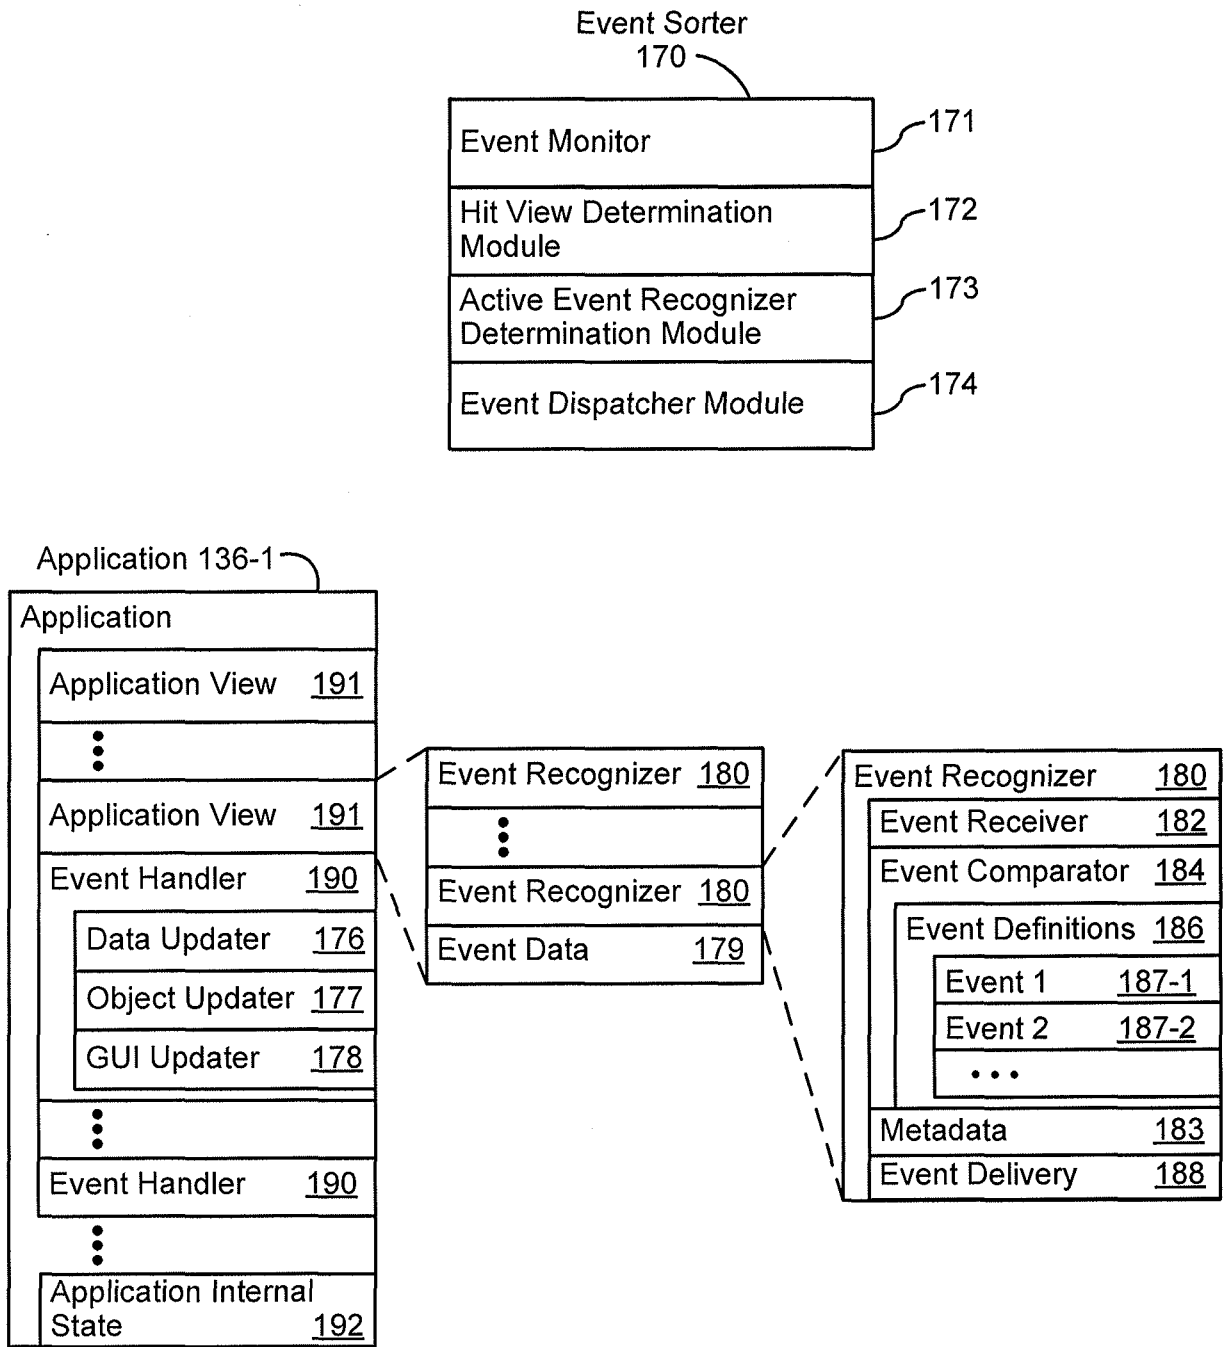 Event Sorter
170
Event Monitor
171
Hit View Determination
Module
172
Active Event Recognizer
Determination Module
173
Event Dispatcher Module
174
Application 136-1
Application
Application View 191
Application View 191
Event Handler 190
Data Updater 176
Object Updater 177
GUI Updater 178
Event Handler 190
Application Internal
State 192
Event Recognizer 180
Event Recognizer 180
Event Data 179
Event Recognizer 180
Event Receiver 182
Event Comparator 184
Event Definitions 186
Event 1 187-1
Event 2 187-2
• • •
Metadata 183
Event Delivery 188